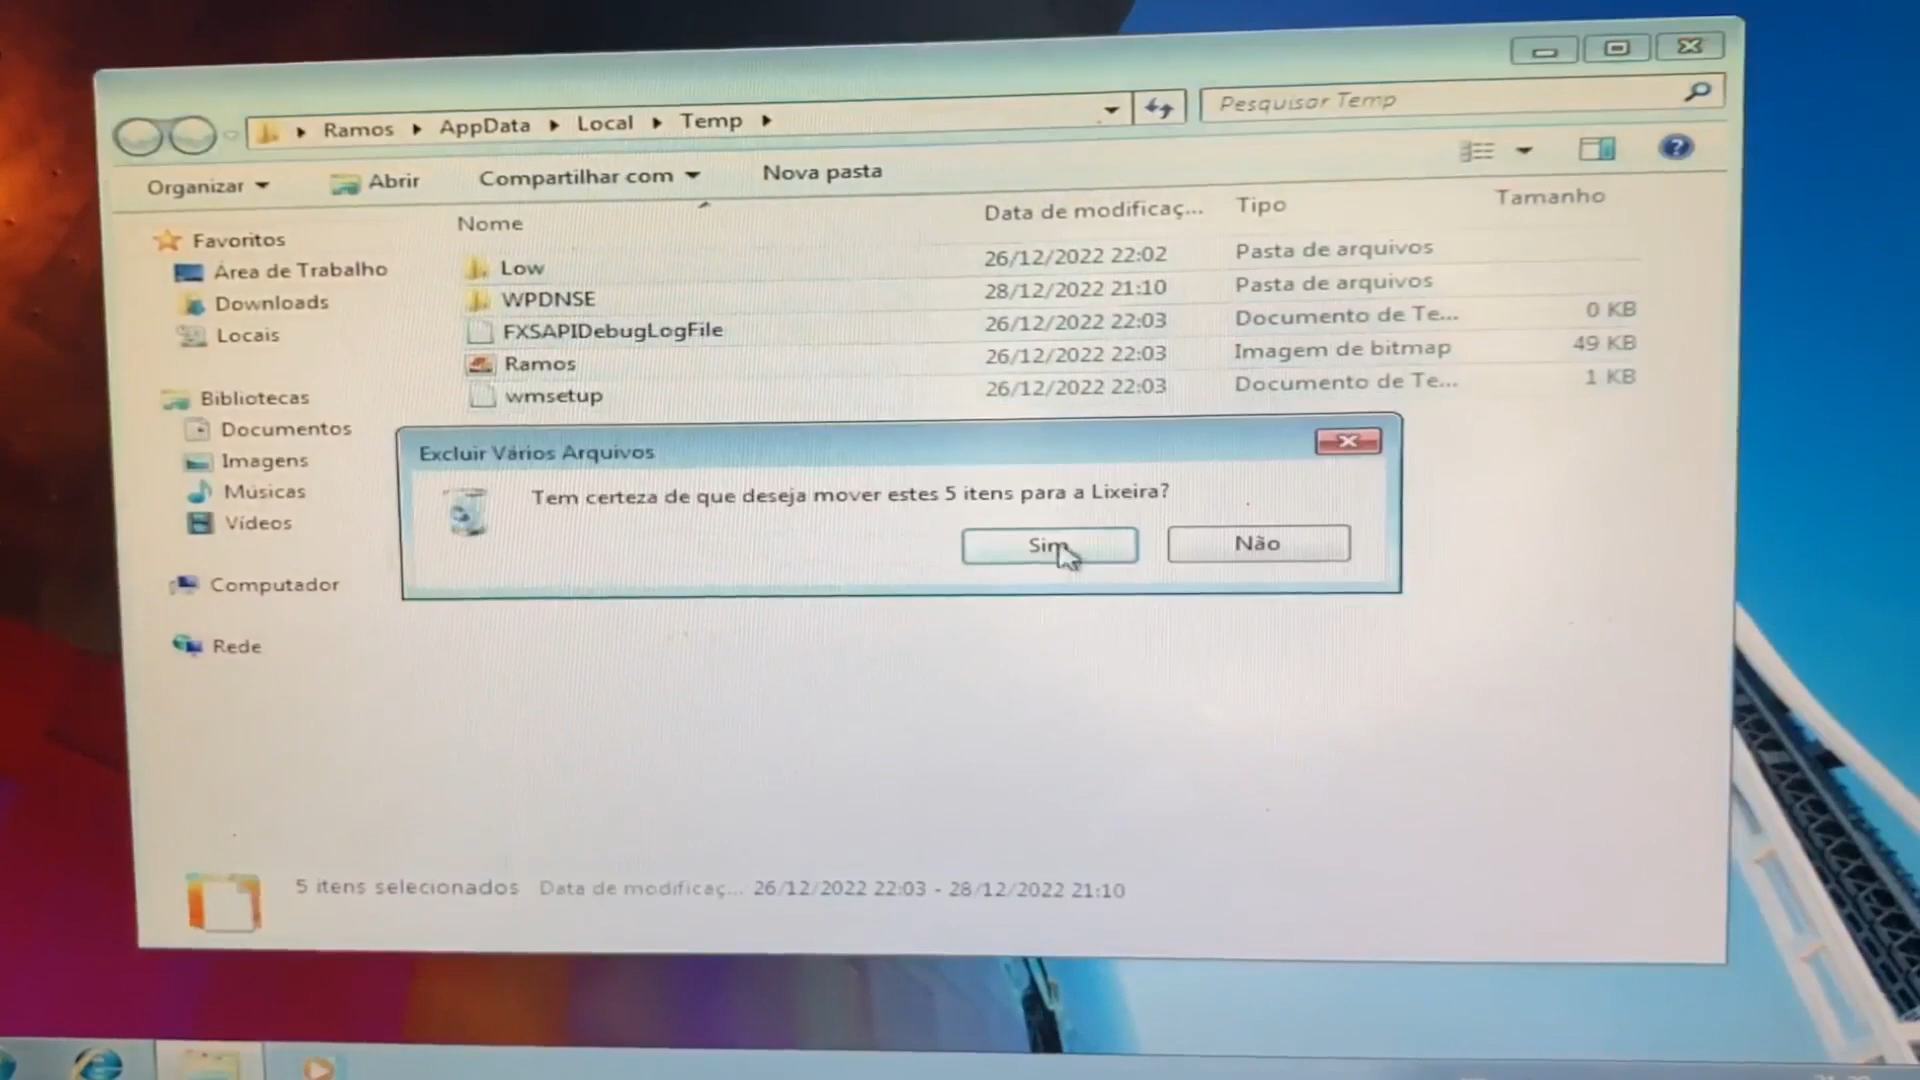 Ramos AppData Local Temp
Pesquisar Temp
Organizar Abrir Compartilhar com Nova pasta
Nome Data de modificaç... Tipo Tamanho
Favoritos
Área de Trabalho
Downloads
Locais
Bibliotecas
Documentos
Imagens
Músicas
Vídeos
Computador
Rede
Low 26/12/2022 22:02 Pasta de arquivos
WPDNSE 28/12/2022 21:10 Pasta de arquivos
FXSAPIDebugLogFile 26/12/2022 22:03 Documento de Te... 0 KB
Ramos 26/12/2022 22:03 Imagem de bitmap 49 KB
wmsetup 26/12/2022 22:03 Documento de Te... 1 KB
Excluir Vários Arquivos
Tem certeza de que deseja mover estes 5 itens para a Lixeira?
Sim Não
5 itens selecionados Data de modificaç... 26/12/2022 22:03 - 28/12/2022 21:10